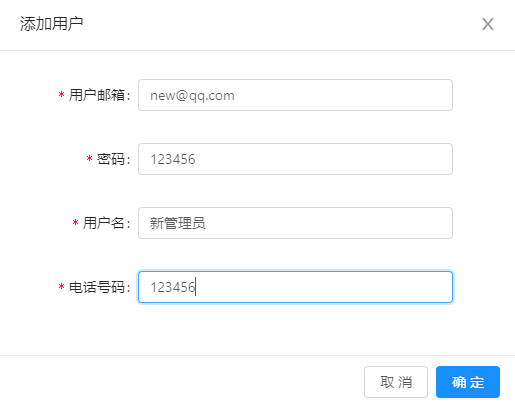 添加用户
* 用户邮箱: new@qq.com
* 密码: 123456
* 用户名: 新管理员
* 电话号码: 123456
取 消 确 定